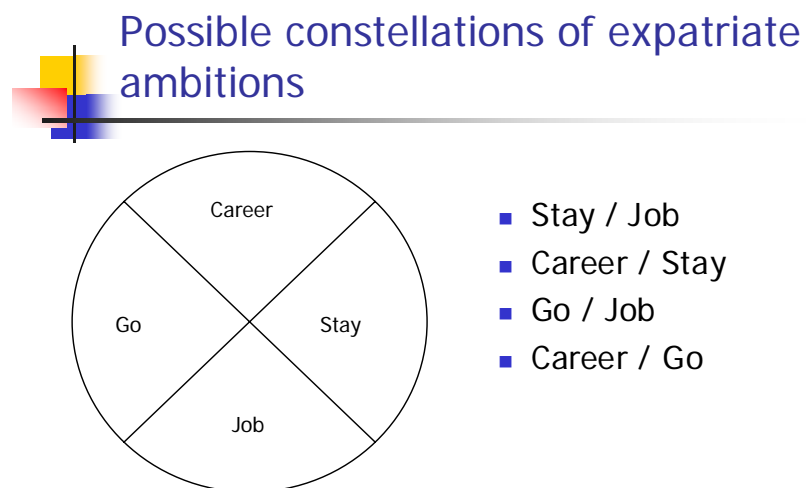 Possible constellations of expatriate
ambitions
Career
Go
Stay
Job
Stay / Job
Career / Stay
Go / Job
Career / Go